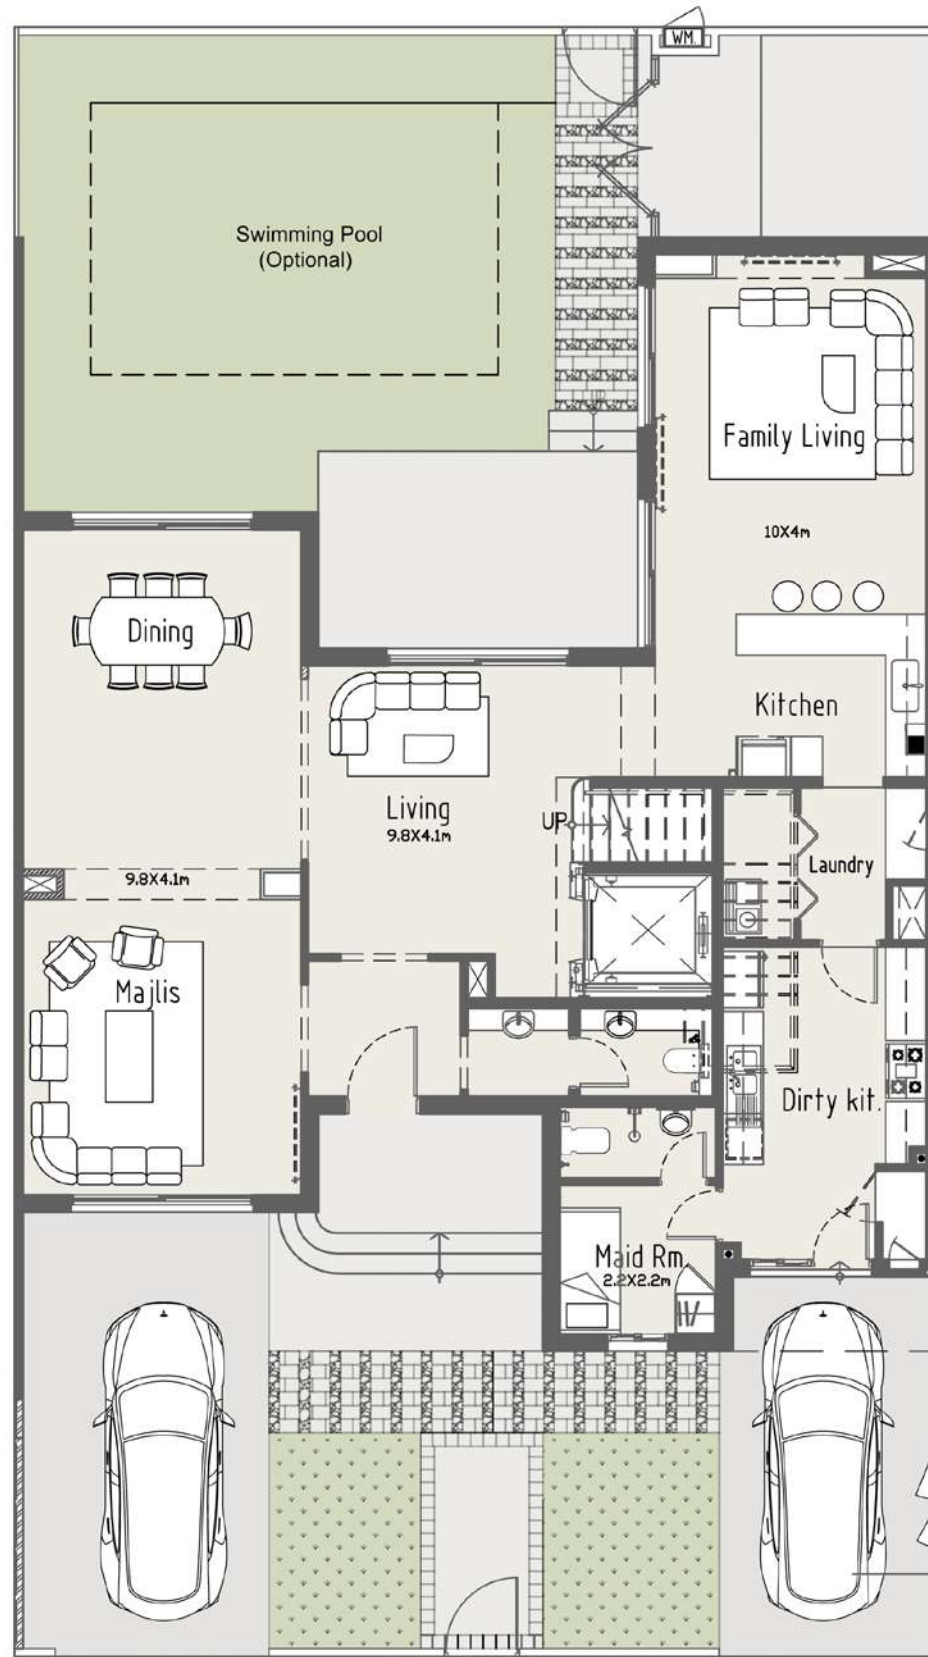 WM.
Swimming Pool
(Optional)
Family Living
10X4m
Dining
Kitchen
Living
9.8X4.1m
UP
Laundry
9.8X4.1m
Majlis
Dirty kit.
Maid Rm.
2.2X2.2m